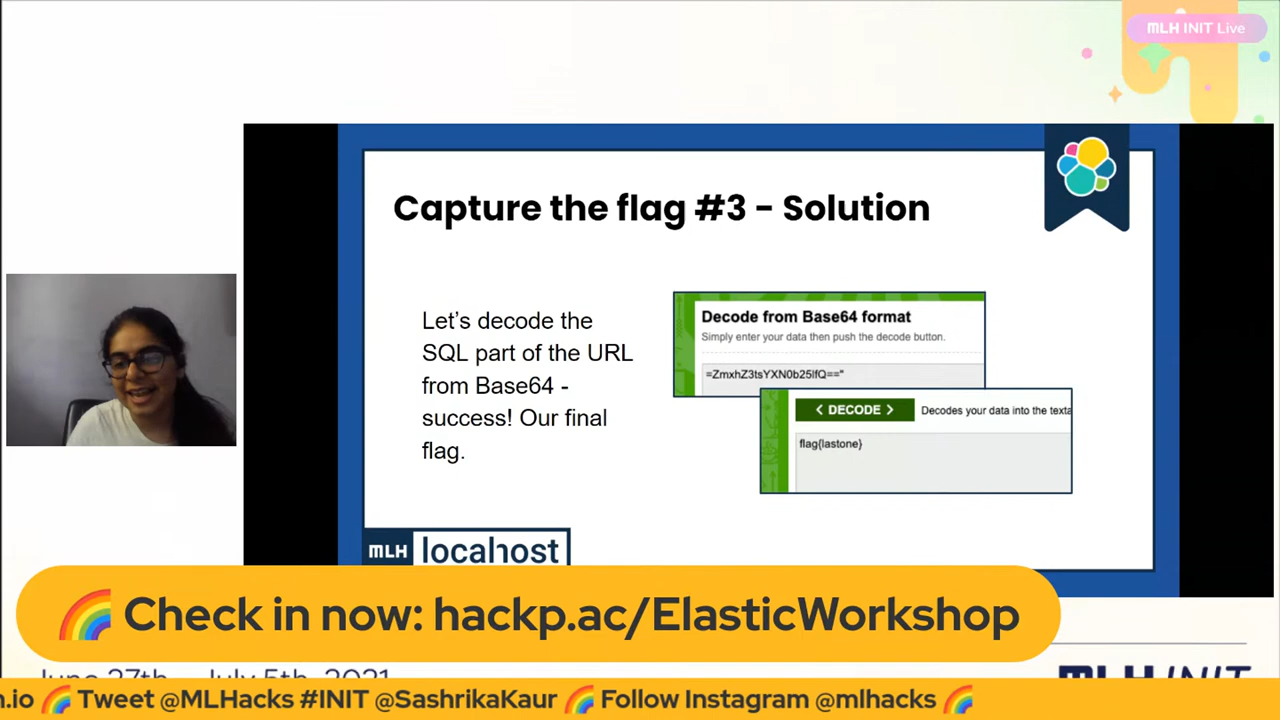 MLH INIT Live
Capture the flag #3 - Solution
Let's decode the
SQL part of the URL
from Base64 -
success! Our final
flag.
Decode from Base64 format
Simply enter your data then push the decode button.
=ZmxhZ3tsYXN0b25lfQ=="
< DECODE >
Decodes your data into the texta
flag{lastone}
MLH localhost
🌈 Check in now: hackp.ac/ElasticWorkshop
June 27th - July 5th, 2021
MLH INIT
n.io 🌈 Tweet @MLHacks #INIT @SashrikaKaur 🌈 Follow Instagram @mlhacks 🌈